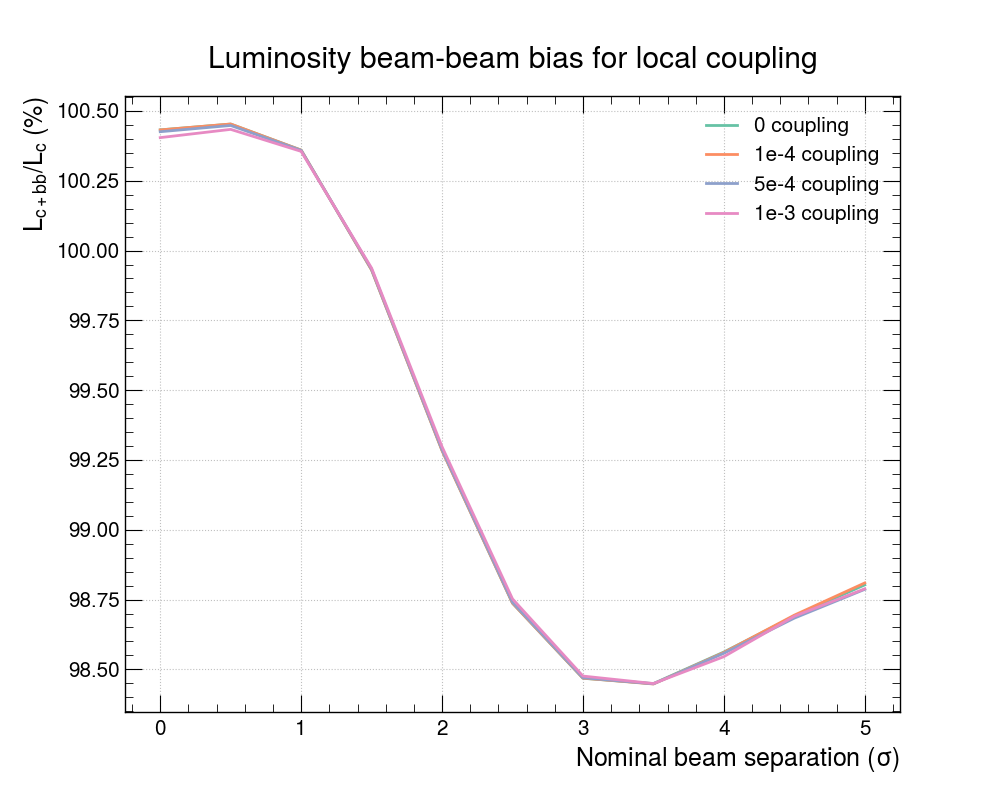 Luminosity beam-beam bias for local coupling
L_{c+bb}/L_c (%)
100.50
100.25
100.00
99.75
99.50
99.25
99.00
98.75
98.50
0 coupling
1e-4 coupling
5e-4 coupling
1e-3 coupling
0 1 2 3 4 5
Nominal beam separation (σ)